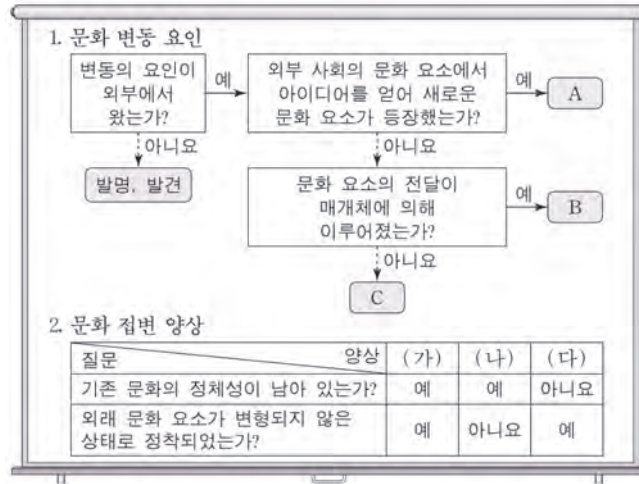 1. 문화 변동 요인
변동의 요인이
외부에서
왔는가?
예
외부 사회의 문화 요소에서
아이디어를 얻어 새로운
문화 요소가 등장했는가?
예
A
아니요
발명, 발견
아니요
문화 요소의 전달이
매개체에 의해
이루어졌는가?
예
B
아니요
C
2. 문화 접변 양상
질문 양상 (가) (나) (다)
기존 문화의 정체성이 남아 있는가? 예 예 아니요
외래 문화 요소가 변형되지 않은
상태로 정착되었는가? 예 아니요 예